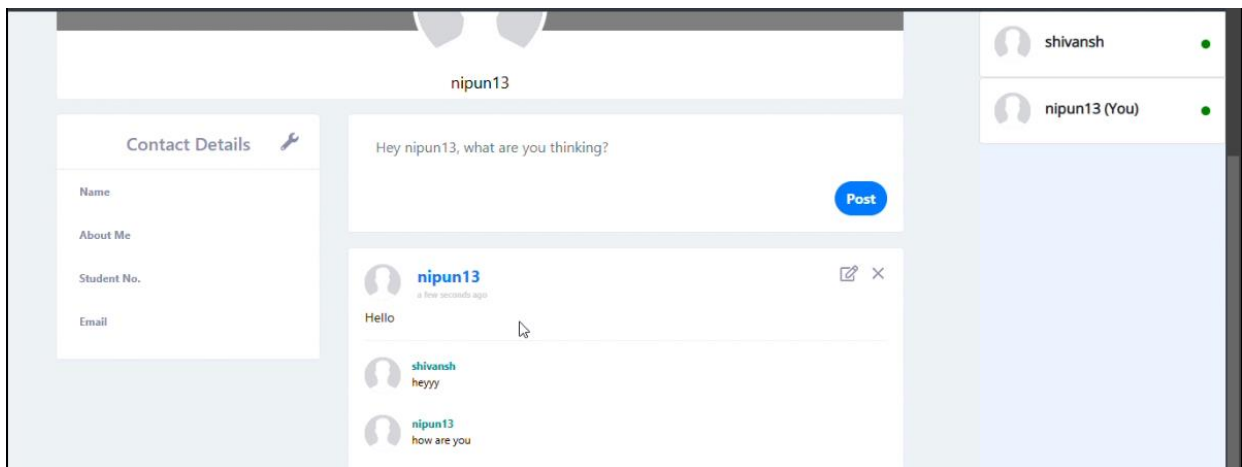 nipun13
Contact Details
Name
About Me
Student No.
Email
Hey nipun13, what are you thinking?
Post
nipun13
a few seconds ago
Hello
shivansh
heyyy
nipun13
how are you
shivansh
nipun13 (You)